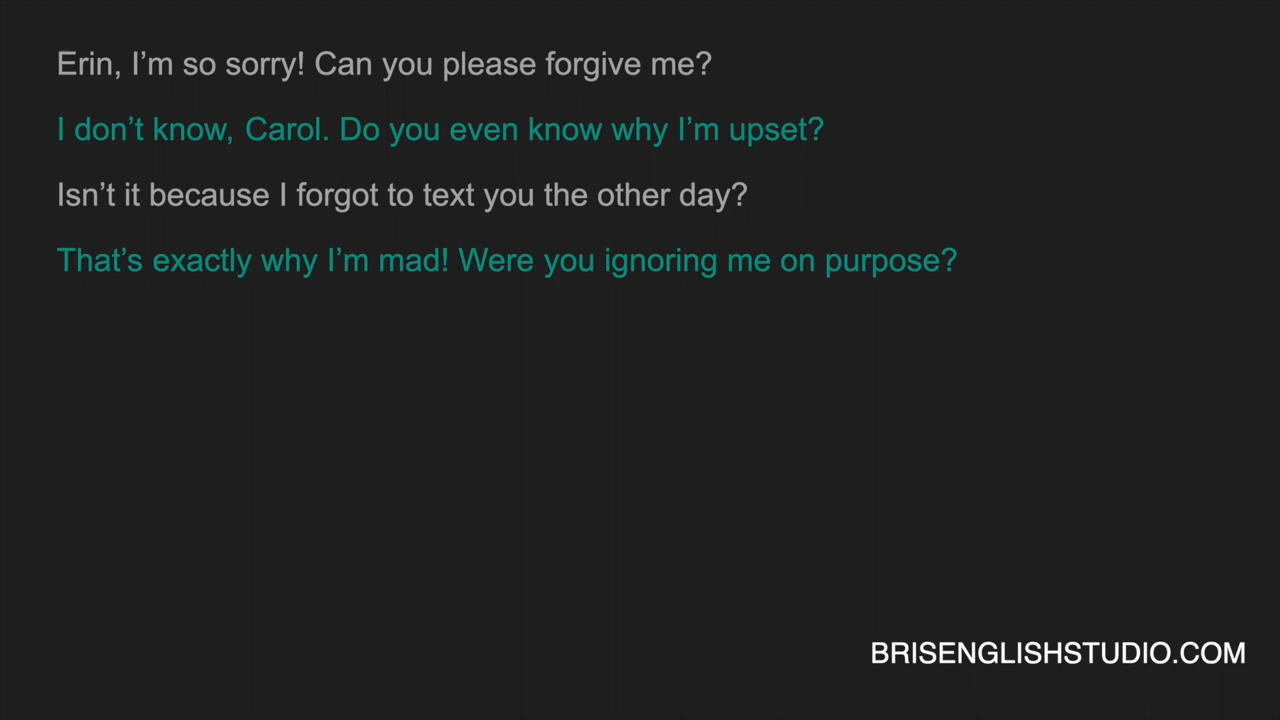 Erin, I’m so sorry! Can you please forgive me?
I don’t know, Carol. Do you even know why I’m upset?
Isn’t it because I forgot to text you the other day?
That’s exactly why I’m mad! Were you ignoring me on purpose?
BRISENGLISHSTUDIO.COM